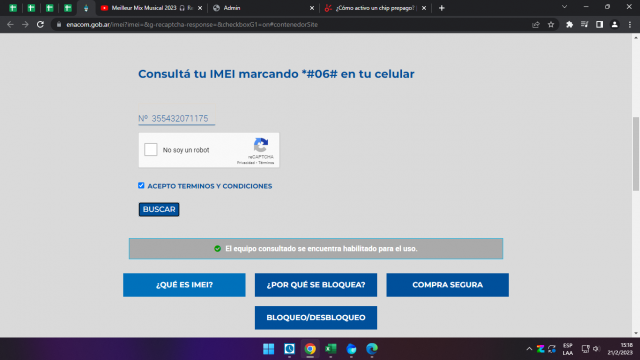 Meilleur Mix Musical 2023
Admin
¿Cómo activo un chip prepago?
enacom.gob.ar/imei?imei=&g-recaptcha-response=&checkboxG1=on#contenedorSite
Consultá tu IMEI marcando *#06# en tu celular
Nº 355432071175
No soy un robot
reCAPTCHA
Privacidad - Términos
ACEPTO TERMINOS Y CONDICIONES
BUSCAR
El equipo consultado se encuentra habilitado para el uso.
¿QUÉ ES IMEI?
¿POR QUÉ SE BLOQUEA?
COMPRA SEGURA
BLOQUEO/DESBLOQUEO
ESP
LAA
15:18
21/2/2023